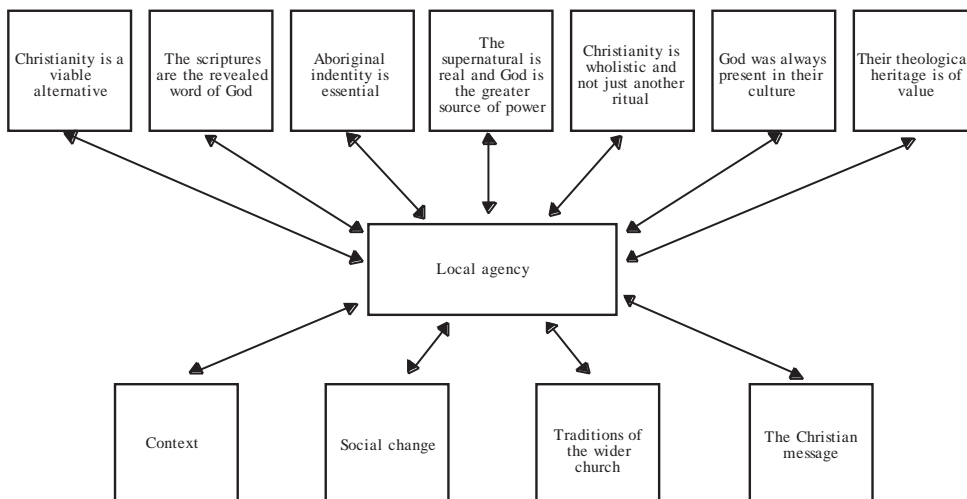 Christianity is a
viable
alternative
The scriptures
are the revealed
word of God
Aboriginal
indentity is
essential
The
supernatural is
real and God is
the greater
source of power
Christianity is
wholistic and
not just another
ritual
God was always
present in their
culture
Their theological
heritage is of
value
Local agency
Context
Social change
Traditions of
the wider
church
The Christian
message